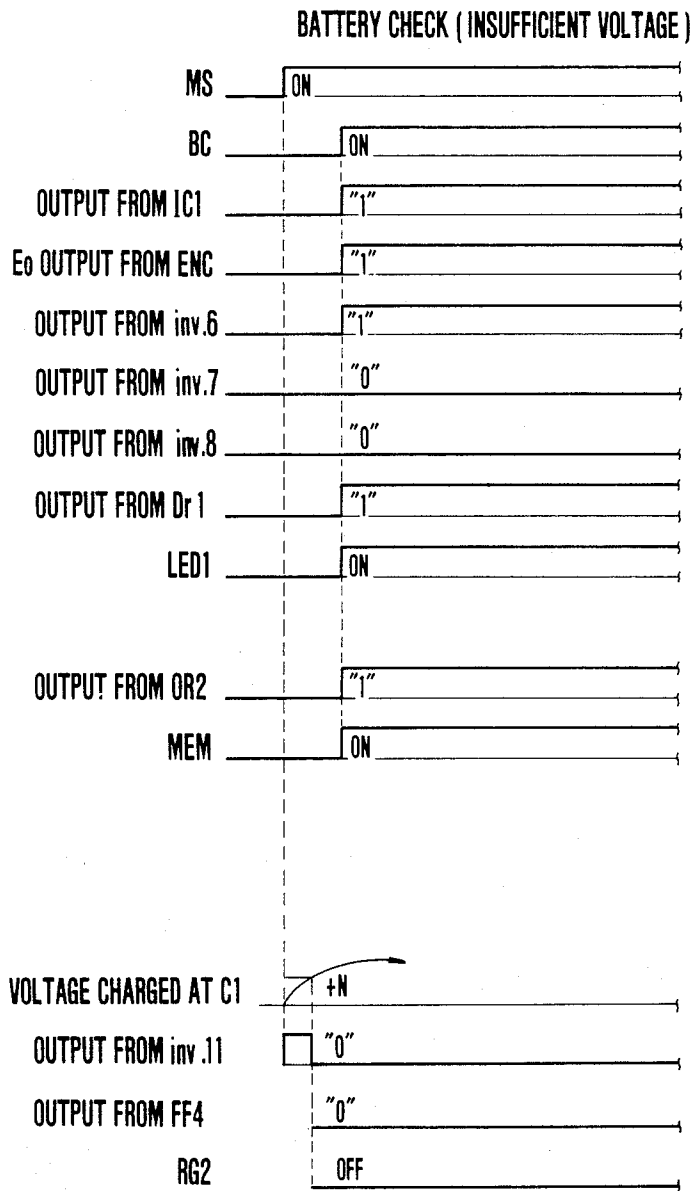 BATTERY CHECK ( INSUFFICIENT VOLTAGE )
MS ON
BC ON
OUTPUT FROM IC1 "1"
Eo OUTPUT FROM ENC "1"
OUTPUT FROM inv.6 "1"
OUTPUT FROM inv.7 "0"
OUTPUT FROM inv.8 "0"
OUTPUT FROM Dr1 "1"
LED1 ON
OUTPUT FROM OR2 "1"
MEM ON
VOLTAGE CHARGED AT C1 +N
OUTPUT FROM inv.11 "0"
OUTPUT FROM FF4 "0"
RG2 OFF